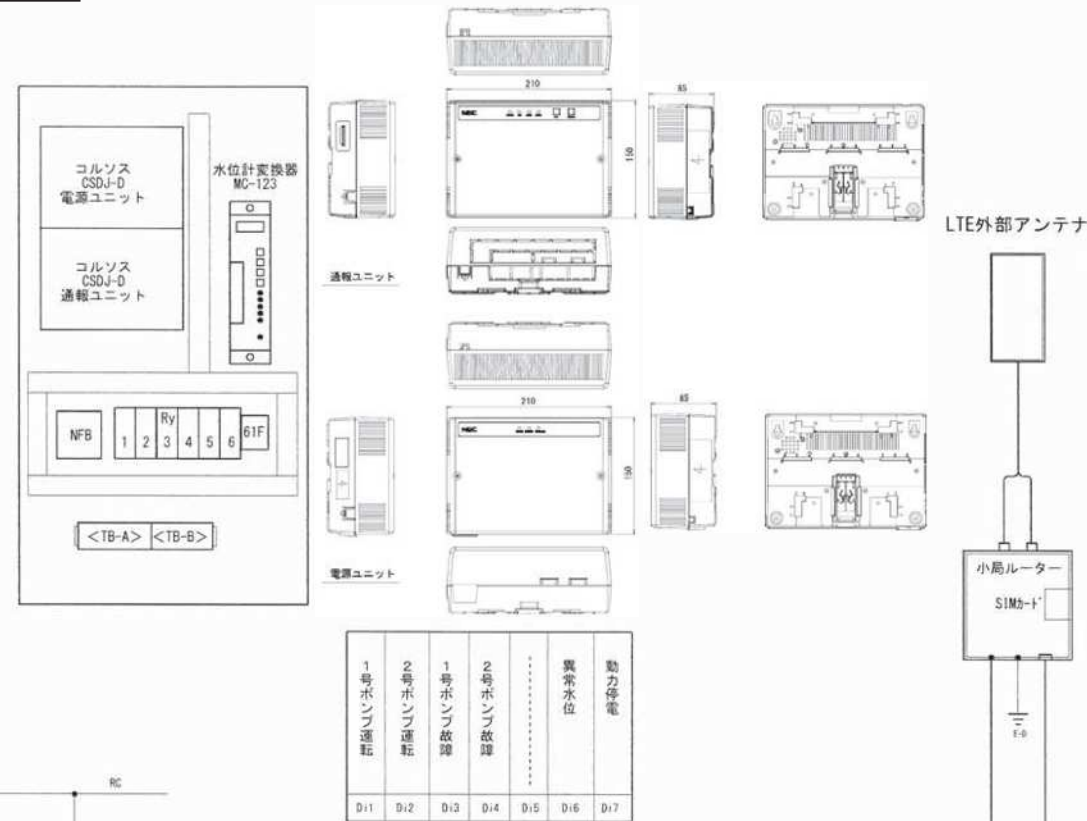 コルソス
CSDJ-D
電源ユニット
コルソス
CSDJ-D
通報ユニット
水位計変換器
MC-123
NFB
Ry
1 2 3 4 5 6
61F
<TB-A> <TB-B>
210
85
NEC
150
通報ユニット
210
85
NEC
150
電源ユニット
LTE外部アンテナ
小局ルーター
SIMカード
E-D
1号ポンプ運転
2号ポンプ運転
1号ポンプ故障
2号ポンプ故障
異常水位
動力停電
Di1 Di2 Di3 Di4 Di5 Di6 Di7
RC